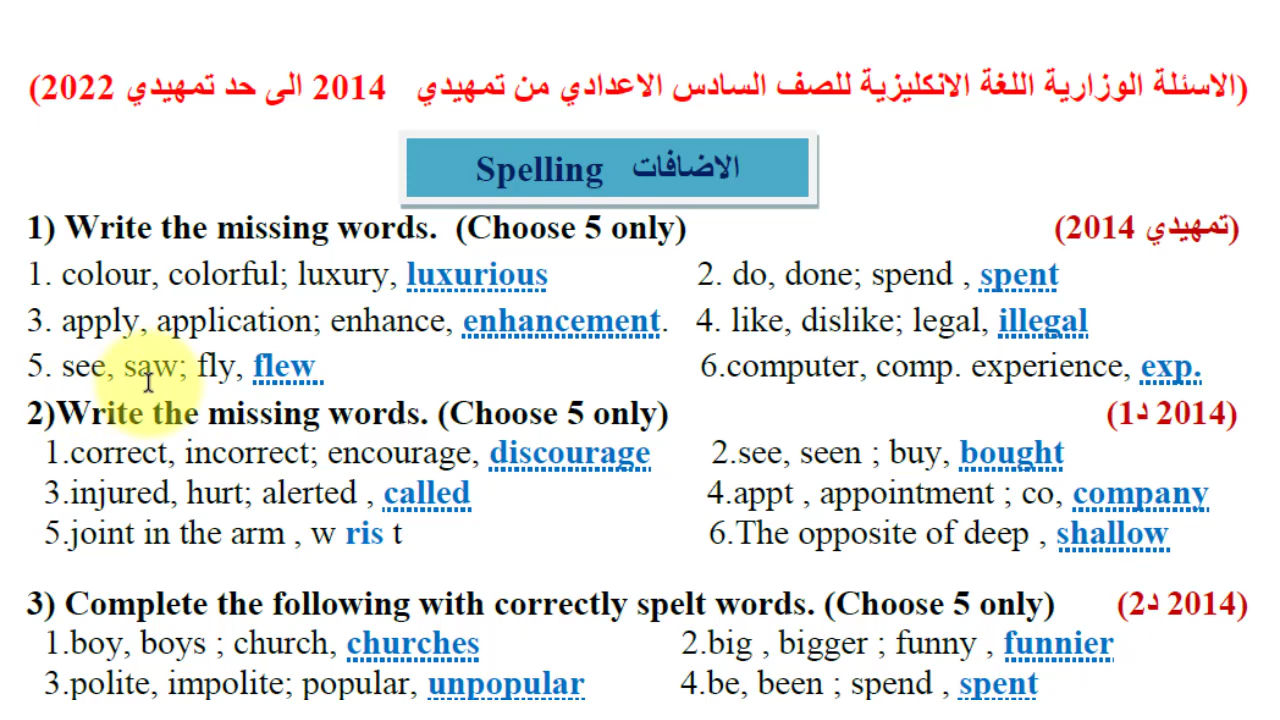 (الاسئلة الوزارية اللغة الانكليزية للصف السادس الاعدادي من تمهيدي 2014 الى حد تمهيدي 2022)
Spelling الاضافات
1) Write the missing words. (Choose 5 only) (تمهيدي 2014)
1. colour, colorful; luxury, luxurious 2. do, done; spend , spent
3. apply, application; enhance, enhancement. 4. like, dislike; legal, illegal
5. see, saw; fly, flew 6.computer, comp. experience, exp.
2)Write the missing words. (Choose 5 only) (2014 د1)
1.correct, incorrect; encourage, discourage 2.see, seen ; buy, bought
3.injured, hurt; alerted , called 4.appt , appointment ; co, company
5.joint in the arm , w ris t 6.The opposite of deep , shallow
3) Complete the following with correctly spelt words. (Choose 5 only) (2014 د2)
1.boy, boys ; church, churches 2.big , bigger ; funny , funnier
3.polite, impolite; popular, unpopular 4.be, been ; spend , spent